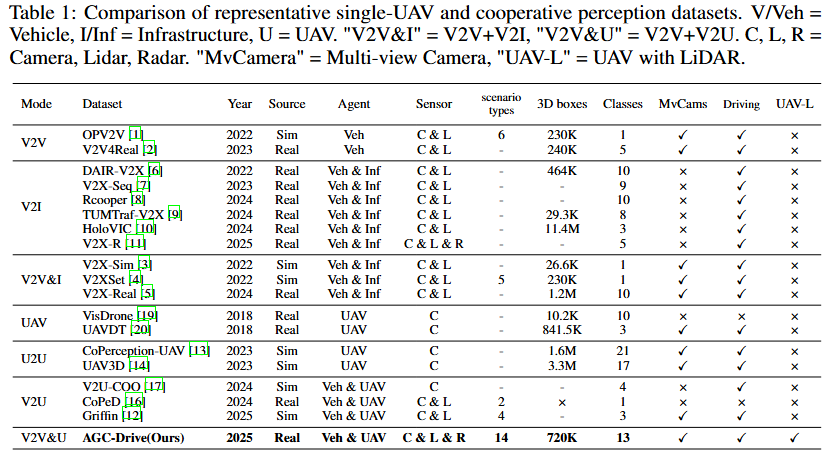 Table 1: Comparison of representative single-UAV and cooperative perception datasets. V/Veh =
Vehicle, I/Inf = Infrastructure, U = UAV. "V2V&I" = V2V+V2I, "V2V&U" = V2V+V2U. C, L, R =
Camera, Lidar, Radar. "MvCamera" = Multi-view Camera, "UAV-L" = UAV with LiDAR.
Mode Dataset Year Source Agent Sensor scenario types 3D boxes Classes MvCams Driving UAV-L
V2V OPV2V [1] 2022 Sim Veh C & L 6 230K 1 ✓ ✓ ×
V2V4Real [2] 2023 Real Veh C & L - 240K 5 ✓ ✓ ×
V2I DAIR-V2X [6] 2022 Real Veh & Inf C & L - 464K 10 × ✓ ×
V2X-Seq [7] 2023 Real Veh & Inf C & L - - 9 × ✓ ×
Rcooper [8] 2024 Real Veh & Inf C & L - - 10 × ✓ ×
TUMTraf-V2X [9] 2024 Real Veh & Inf C & L - 29.3K 8 × ✓ ×
HoloVIC [10] 2024 Real Veh & Inf C & L - 11.4M 3 × ✓ ×
V2X-R [11] 2025 Real Veh & Inf C & L & R - - 5 × ✓ ×
V2V&I V2X-Sim [3] 2022 Sim Veh & Inf C & L - 26.6K 1 ✓ ✓ ×
V2XSet [4] 2022 Sim Veh & Inf C & L 5 230K 1 ✓ ✓ ×
V2X-Real [5] 2024 Real Veh & Inf C & L - 1.2M 10 ✓ ✓ ×
UAV VisDrone [19] 2018 Real UAV C - 10.2K 10 × × ×
UAVDT [20] 2018 Real UAV C - 841.5K 3 ✓ ✓ ×
U2U CoPerception-UAV [13] 2023 Sim UAV C - 1.6M 21 ✓ ✓ ×
UAV3D [14] 2023 Sim UAV C - 3.3M 17 ✓ ✓ ×
V2U V2U-COO [17] 2024 Sim Veh & UAV C - - 4 × ✓ ×
CoPeD [16] 2024 Real Veh & UAV C & L 2 × 1 × × ×
Griffin [12] 2025 Sim Veh & UAV C & L 4 - 3 ✓ ✓ ×
V2V&U AGC-Drive(Ours) 2025 Real Veh & UAV C & L & R 14 720K 13 ✓ ✓ ✓